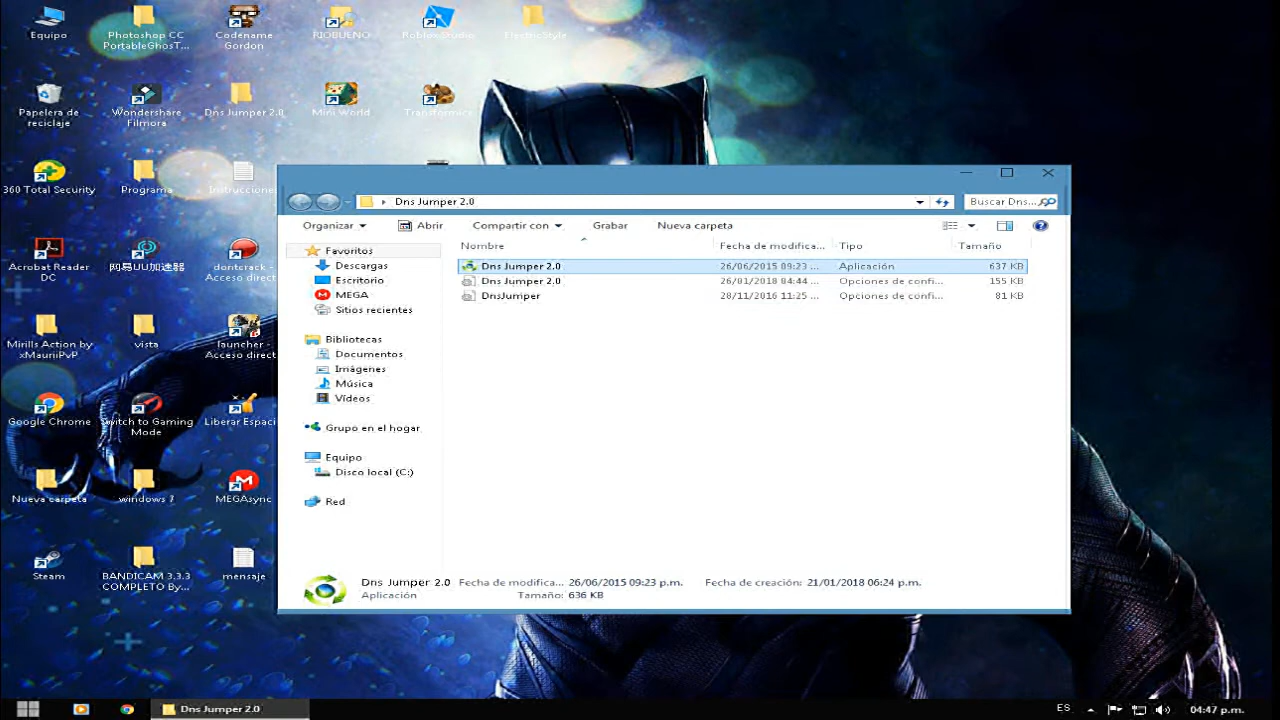 Equipo
Photoshop CC
PortableGhosT...
Codename
Gordon
RIOBUENO
Roblox Studio
ElectricStyle
Papelera de
reciclaje
Wondershare
Filmora
Dns Jumper 2.0
Mini World
Transformice
360 Total Security
Programa
Instrucciones
Acrobat Reader
DC
网易UU加速器
dontcrack -
Acceso direct
Mirills Action by
xMauriiPvP
vista
launcher -
Acceso direct
Google Chrome
Switch to Gaming
Mode
Liberar Espaci
Nueva carpeta
windows 7
MEGAsync
Steam
BANDICAM 3.3.3
COMPLETO By...
mensaje
Dns Jumper 2.0
Buscar Dns...
Organizar
Abrir
Compartir con
Grabar
Nueva carpeta
Nombre
Fecha de modifica...
Tipo
Tamaño
Favoritos
Descargas
Escritorio
MEGA
Sitios recientes
Bibliotecas
Documentos
Imágenes
Música
Vídeos
Grupo en el hogar
Equipo
Disco local (C:)
Red
Dns Jumper 2.0 26/06/2015 09:23 ... Aplicación 637 KB
Dns Jumper 2.0 26/01/2018 04:44 ... Opciones de confi... 155 KB
DnsJumper 28/11/2016 11:25 ... Opciones de confi... 81 KB
Dns Jumper 2.0 Fecha de modifica... 26/06/2015 09:23 p.m. Fecha de creación: 21/01/2018 06:24 p.m.
Aplicación Tamaño: 636 KB
Dns Jumper 2.0
ES
04:47 p.m.